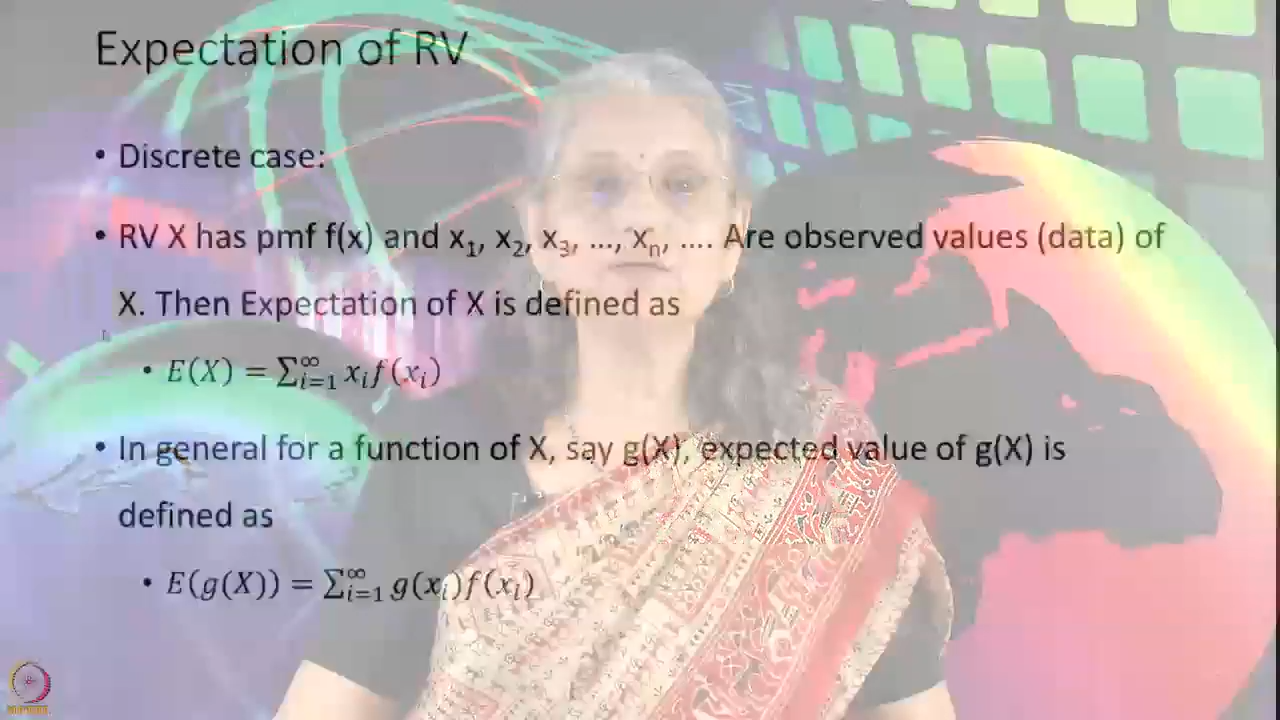 Expectation of RV
• Discrete case:
• RV X has pmf f(x) and x₁, x₂, x₃, ..., xₙ, .... Are observed values (data) of
X. Then Expectation of X is defined as
• E(X) = ∑_{i=1}^{∞} xᵢf(xᵢ)
• In general for a function of X, say g(X), expected value of g(X) is
defined as
• E(g(X)) = ∑_{i=1}^{∞} g(xᵢ)f(xᵢ)